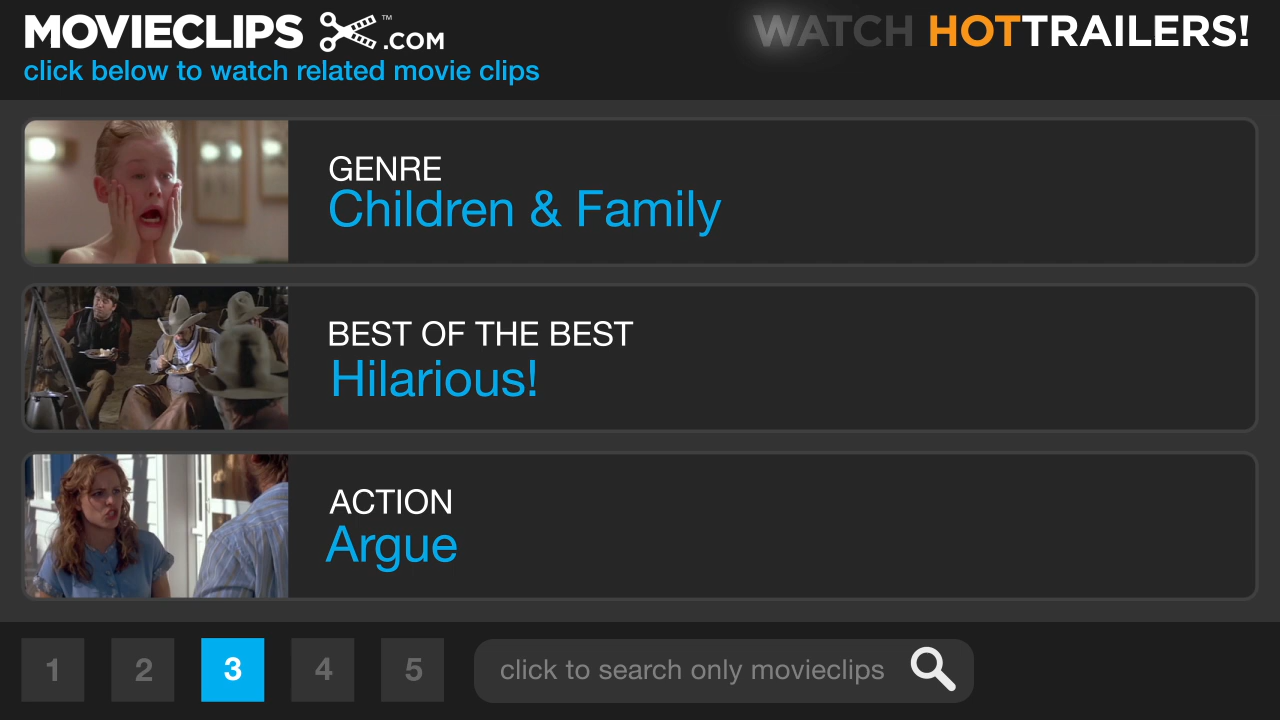 MOVIECLIPS ™ .COM
WATCH HOTTRAILERS!
click below to watch related movie clips
GENRE
Children & Family
BEST OF THE BEST
Hilarious!
ACTION
Argue
1 2 3 4 5 click to search only movieclips